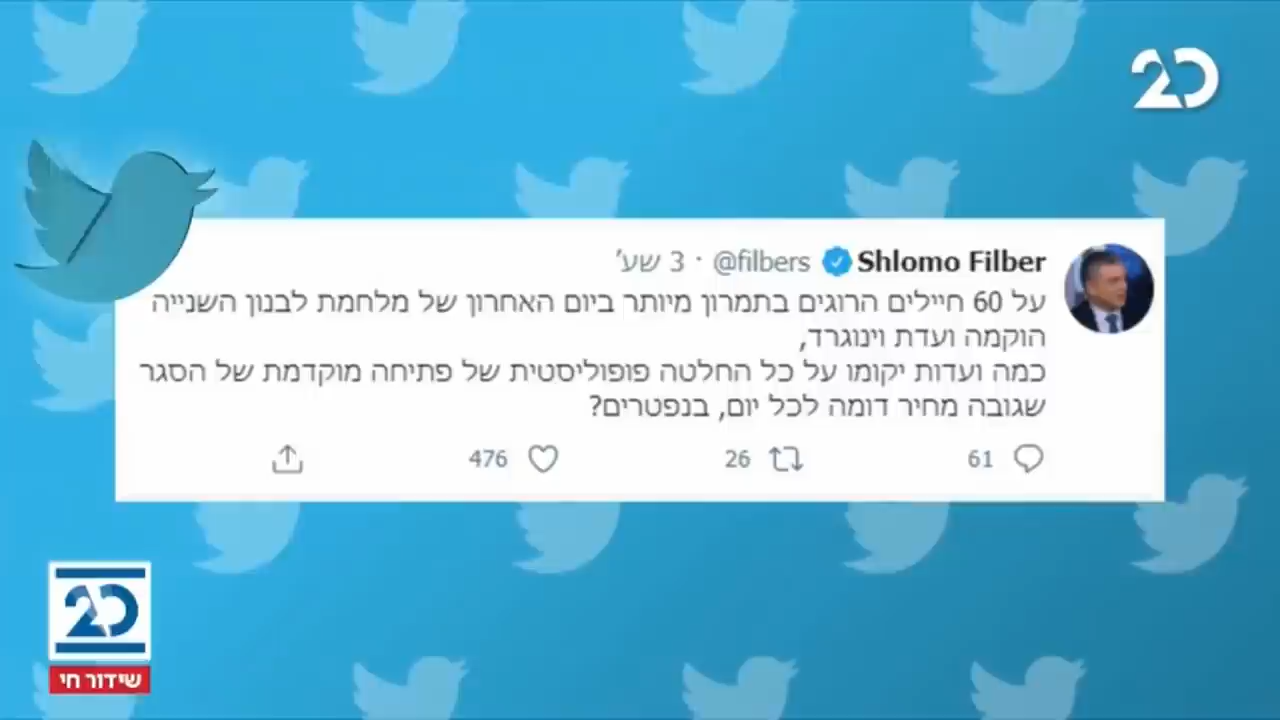 20
Shlomo Filber @filbers · 3 שע'
על 60 חיילים הרוגים בתמרון מיותר ביום האחרון של מלחמת לבנון השנייה
הוקמה ועדת וינוגרד,
כמה ועדות יקומו על כל החלטה פופוליסטית של פתיחה מוקדמת של הסגר
שגובה מחיר דומה לכל יום, בנפטרים?
61 26 476
20
שידור חי